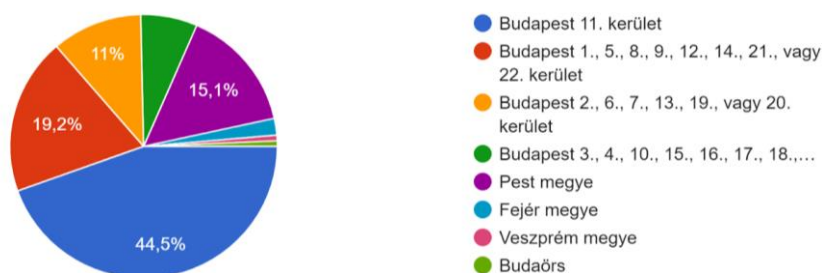 11%
15,1%
19,2%
44,5%
Budapest 11. kerület
Budapest 1., 5., 8., 9., 12., 14., 21., vagy
22. kerület
Budapest 2., 6., 7., 13., 19., vagy 20.
kerület
Budapest 3., 4., 10., 15., 16., 17., 18.,…
Pest megye
Fejér megye
Veszprém megye
Budaörs